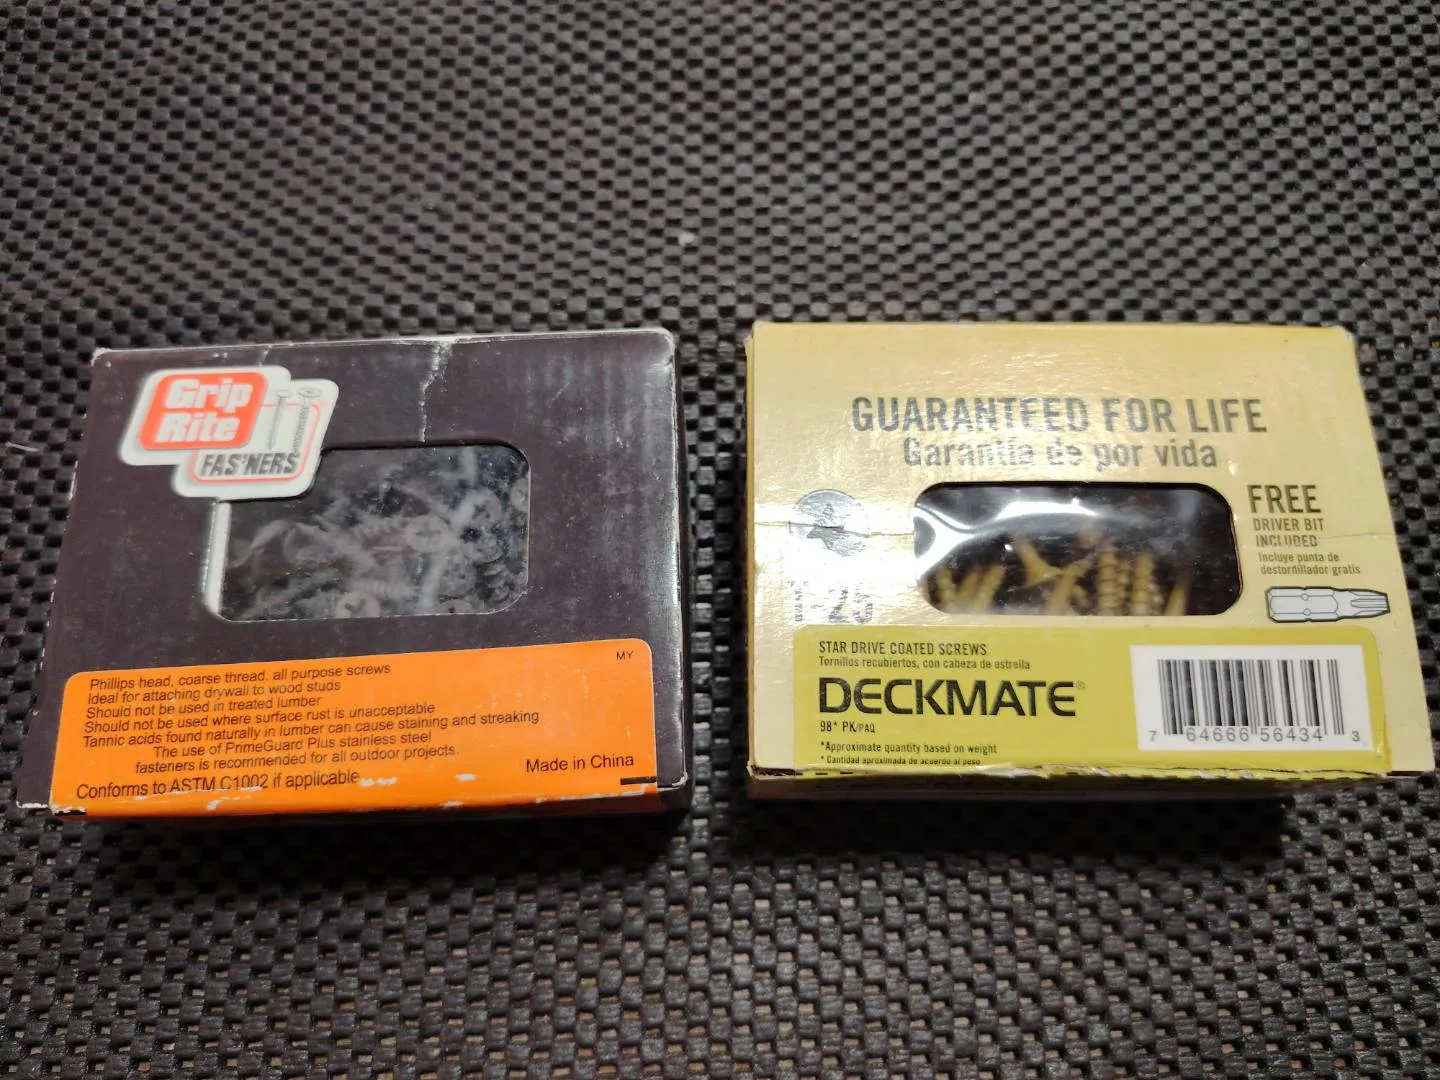 Grip
Rite
FAS'NERS
MY
Phillips head, coarse thread. all purpose screws
Ideal for attaching drywall to wood studs
Should not be used in treated lumber
Should not be used where surface rust is unacceptable
Tannic acids found naturally in lumber can cause staining and streaking
The use of PrimeGuard Plus stainless steel
fasteners is recommended for all outdoor projects.
Conforms to ASTM C1002 if applicable
Made in China
GUARANTEED FOR LIFE
Garantía de por vida
FREE
DRIVER BIT
INCLUDED
Incluye punta de
destornillador gratis
STAR DRIVE COATED SCREWS
Tornillos recubiertos, con cabeza de estrella
DECKMATE®
98* PK/PAQ
*Approximate quantity based on weight
* Cantidad aproximada de acuerdo al peso
7 64666 56434 3